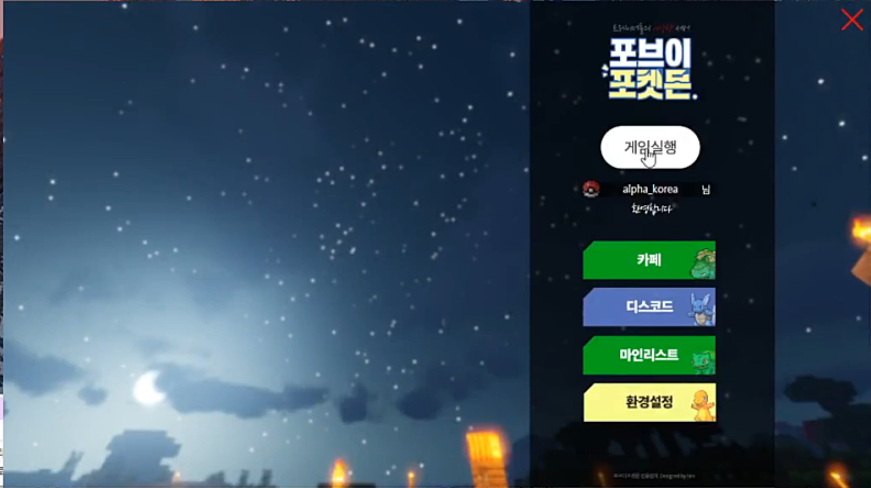 포브이
포켓몬.
게임실행
alpha_korea 님
환영합니다
카페
디스코드
마인리스트
환경설정